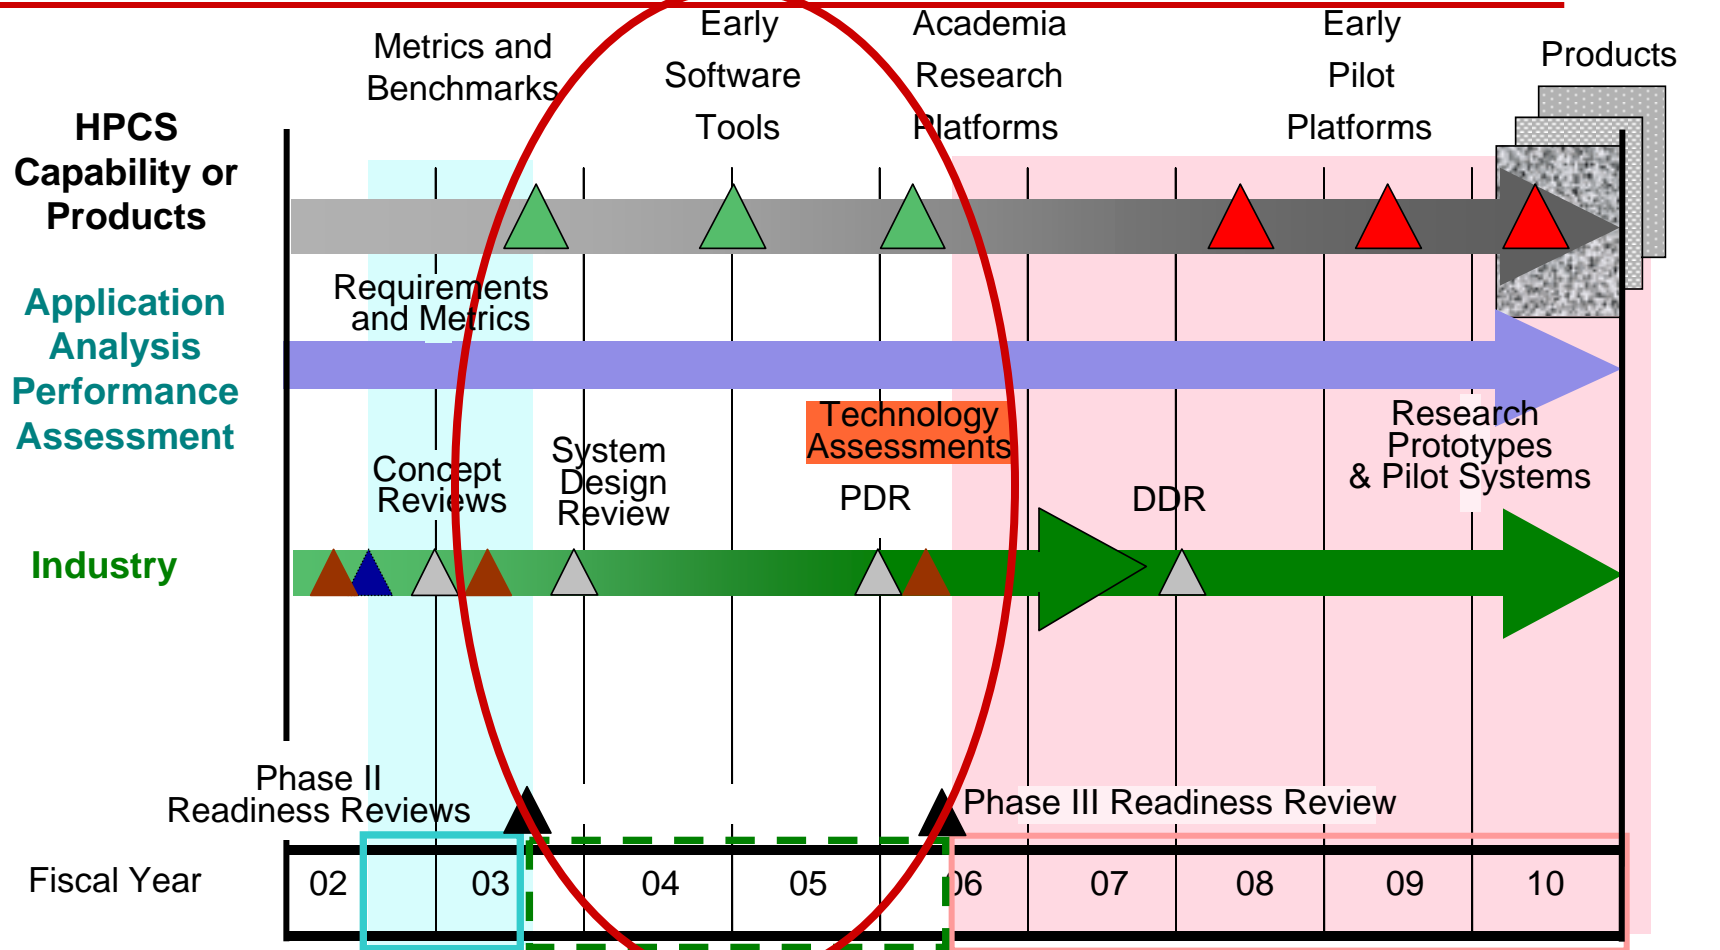 Metrics and
Benchmarks
Early
Software
Tools
Academia
Research
Platforms
Early
Pilot
Platforms
Products
HPCS
Capability or
Products
Requirements
and Metrics
Application
Analysis
Performance
Assessment
Technology
Assessments
Research
Prototypes
& Pilot Systems
Concept
Reviews
System
Design
Review
PDR
DDR
Industry
Phase II
Readiness Reviews
Phase III Readiness Review
Fiscal Year
02
03
04
05
06
07
08
09
10